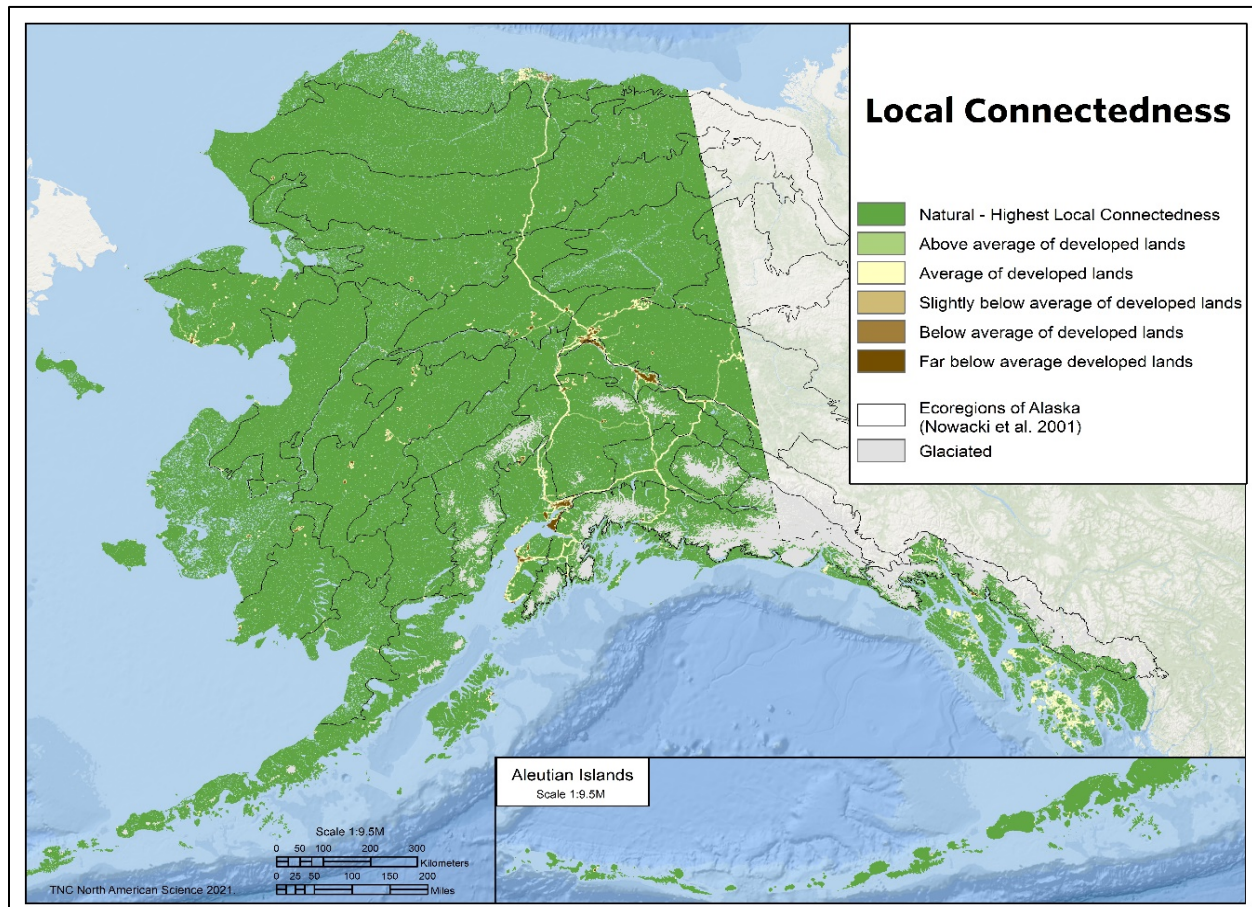 Local Connectedness
Natural - Highest Local Connectedness
Above average of developed lands
Average of developed lands
Slightly below average of developed lands
Below average of developed lands
Far below average developed lands
Ecoregions of Alaska
(Nowacki et al. 2001)
Glaciated
Aleutian Islands
Scale 1:9.5M
Scale 1:9.5M
0 50 100 200 300
Kilometers
0 25 50 100 150 200
Miles
TNC North American Science 2021.